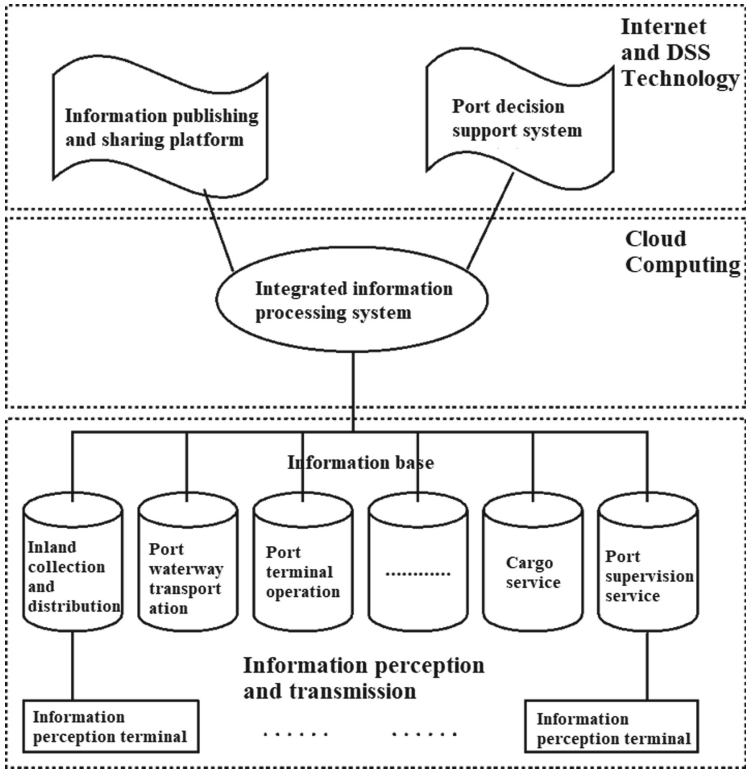 Internet
and DSS
Technology
Information publishing
and sharing platform
Port decision
support system
Cloud
Computing
Integrated information
processing system
Information base
Inland
collection
and
distribution
Port
waterway
transport
ation
Port
terminal
operation
............
Cargo
service
Port
supervision
service
Information perception
and transmission
Information
perception terminal
. . . . . .
. . . . . .
Information
perception terminal